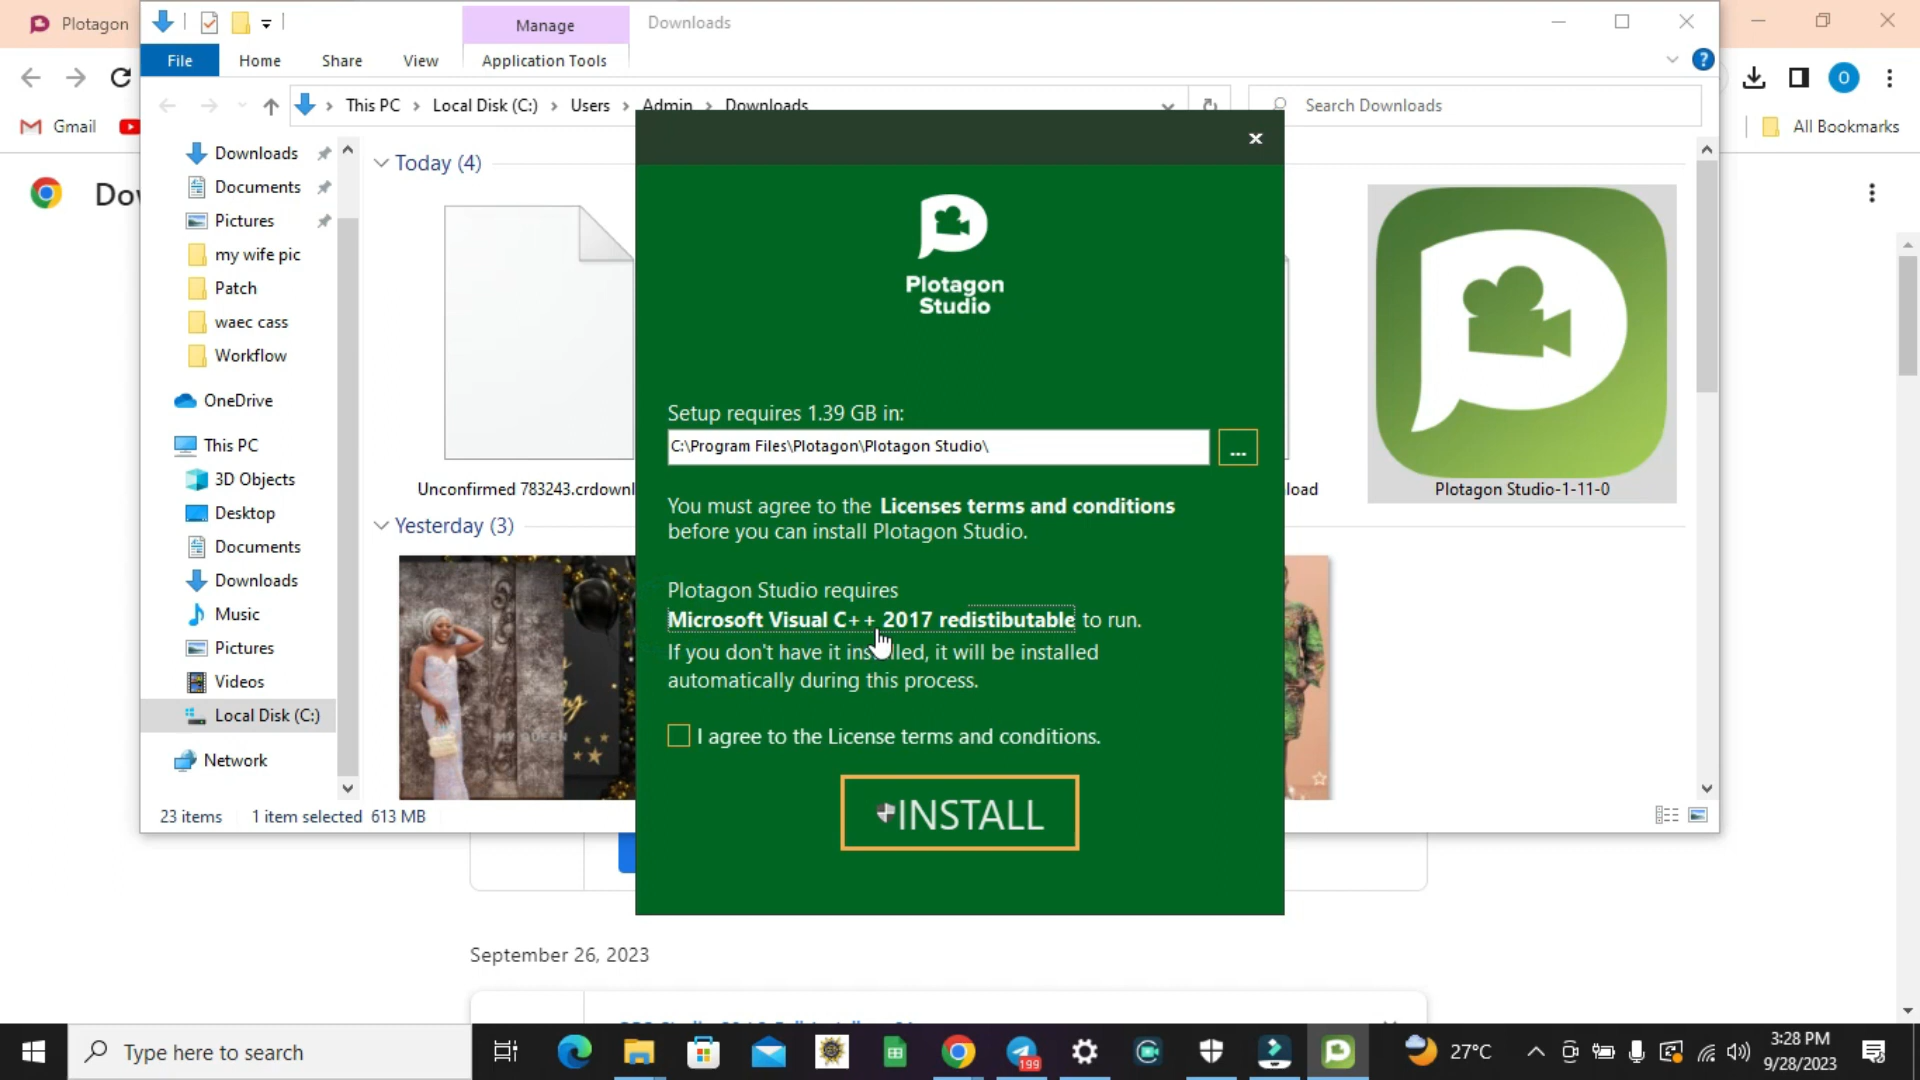 Plotagon
Manage
Downloads
File
Home
Share
View
Application Tools
This PC > Local Disk (C:) > Users > Admin > Downloads
Search Downloads
Gmail
All Bookmarks
Downloads
Documents
Pictures
my wife pic
Patch
waec cass
Workflow
OneDrive
This PC
3D Objects
Desktop
Documents
Downloads
Music
Pictures
Videos
Local Disk (C:)
Network
Today (4)
Unconfirmed 783243.crdownl
load
Plotagon Studio-1-11-0
Yesterday (3)
23 items
1 item selected 613 MB
Plotagon
Studio
Setup requires 1.39 GB in:
C:\Program Files\Plotagon\Plotagon Studio\
...
You must agree to the Licenses terms and conditions
before you can install Plotagon Studio.
Plotagon Studio requires
Microsoft Visual C++ 2017 redistibutable to run.
If you don't have it installed, it will be installed
automatically during this process.
I agree to the License terms and conditions.
INSTALL
September 26, 2023
Type here to search
199
27°C
3:28 PM
9/28/2023